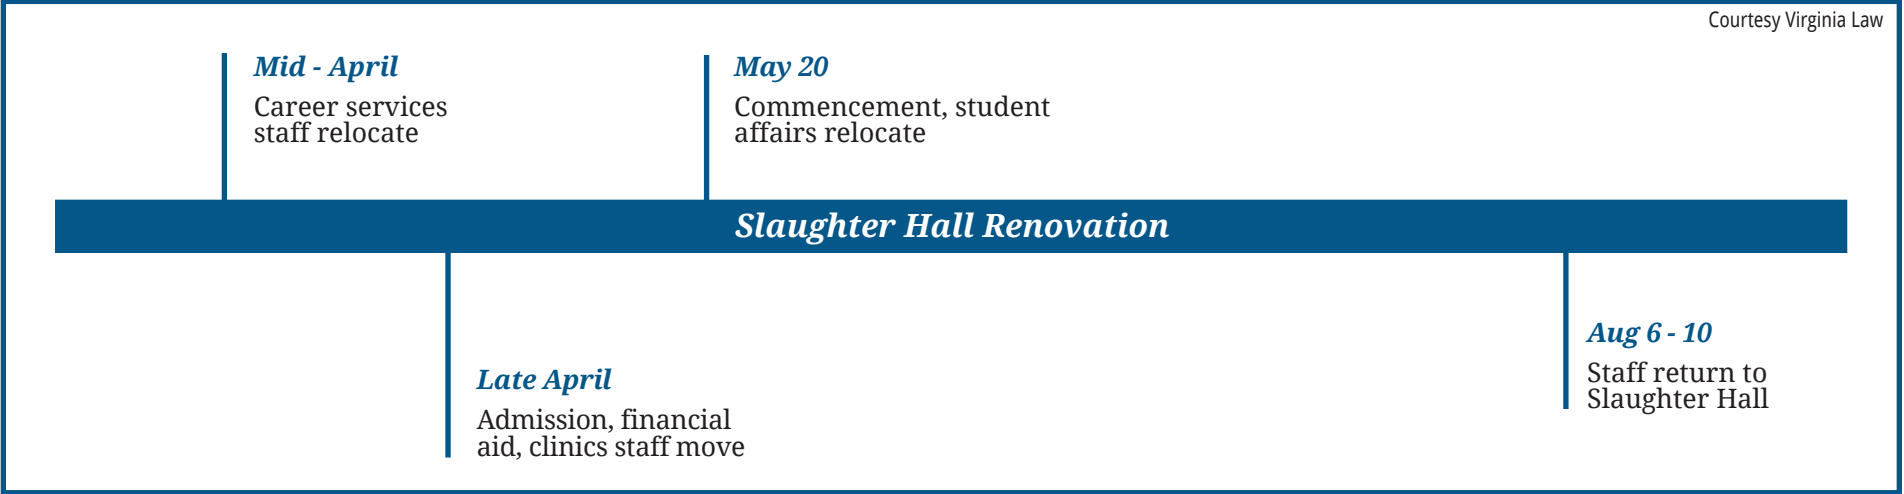 Courtesy Virginia Law
Mid - April
Career services
staff relocate
May 20
Commencement, student
affairs relocate
Slaughter Hall Renovation
Late April
Admission, financial
aid, clinics staff move
Aug 6 - 10
Staff return to
Slaughter Hall